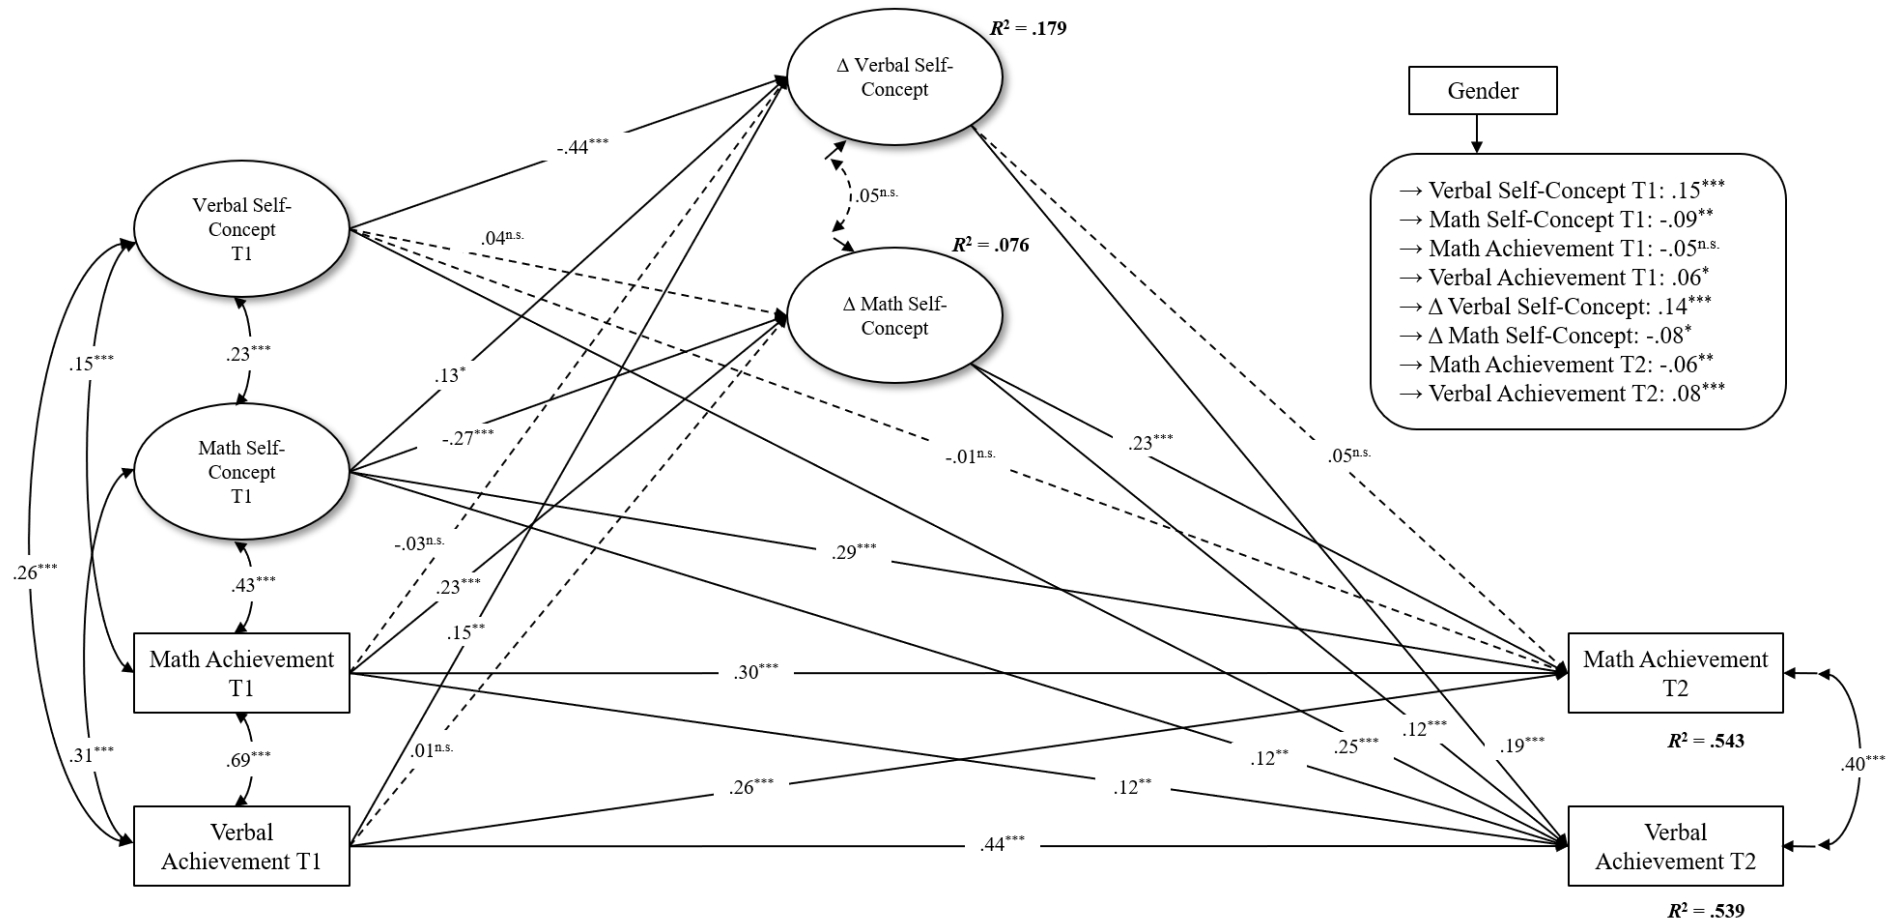 R² = .179
Δ Verbal Self-
Concept
Gender
-.44***
→ Verbal Self-Concept T1: .15***
→ Math Self-Concept T1: -.09**
→ Math Achievement T1: -.05n.s.
→ Verbal Achievement T1: .06*
→ Δ Verbal Self-Concept: .14***
→ Δ Math Self-Concept: -.08*
→ Math Achievement T2: -.06**
→ Verbal Achievement T2: .08***
Verbal Self-
Concept
T1
.05n.s.
.04n.s.
R² = .076
Δ Math Self-
Concept
.15***
.23***
.13*
-.27***
Math Self-
Concept
T1
.23***
-.01n.s.
.05n.s.
-.03n.s.
.29***
.26***
.43***
.23***
.15**
Math Achievement
T1
.30***
Math Achievement
T2
R² = .543
.31***
.69***
.01n.s.
.26***
.12**
.12**
.25***
.12***
.19***
.40***
Verbal
Achievement T1
.44***
Verbal
Achievement T2
R² = .539